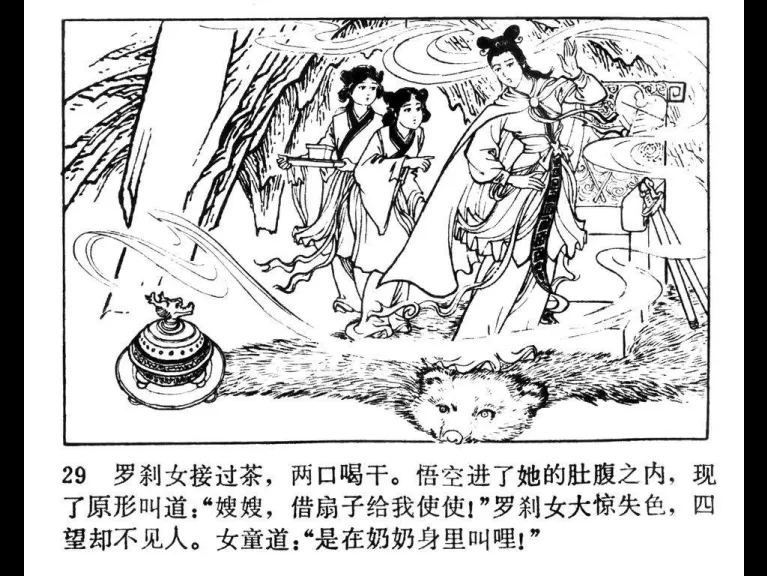 29 罗刹女接过茶，两口喝干。悟空进了她的肚腹之内，现
了原形叫道：“嫂嫂，借扇子给我使使！”罗刹女大惊失色，四
望却不见人。女童道：“是在奶奶身里叫哩！”